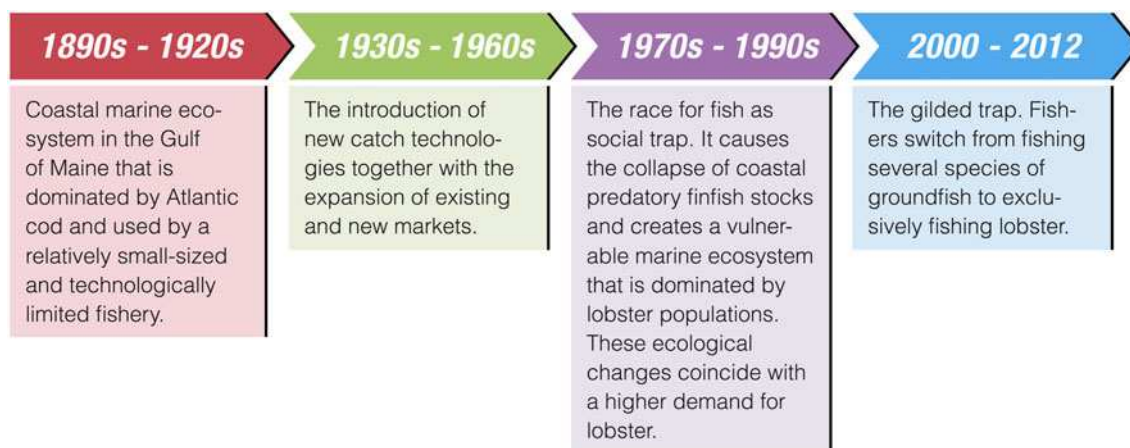 1890s - 1920s
Coastal marine eco-
system in the Gulf
of Maine that is
dominated by Atlantic
cod and used by a
relatively small-sized
and technologically
limited fishery.
1930s - 1960s
The introduction of
new catch technolo-
gies together with the
expansion of existing
and new markets.
1970s - 1990s
The race for fish as
social trap. It causes
the collapse of coastal
predatory finfish stocks
and creates a vulner-
able marine ecosystem
that is dominated by
lobster populations.
These ecological
changes coincide with
a higher demand for
lobster.
2000 - 2012
The gilded trap. Fish-
ers switch from fishing
several species of
groundfish to exclu-
sively fishing lobster.